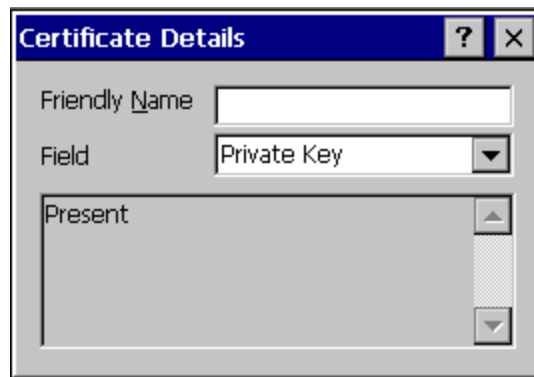 Certificate Details ? ×
Friendly Name
Field Private Key
Present